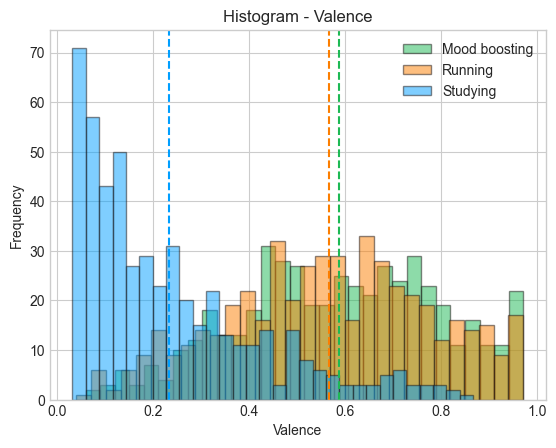 Histogram - Valence
Mood boosting
Running
Studying
Frequency
70
60
50
40
30
20
10
0
0.0 0.2 0.4 0.6 0.8 1.0
Valence